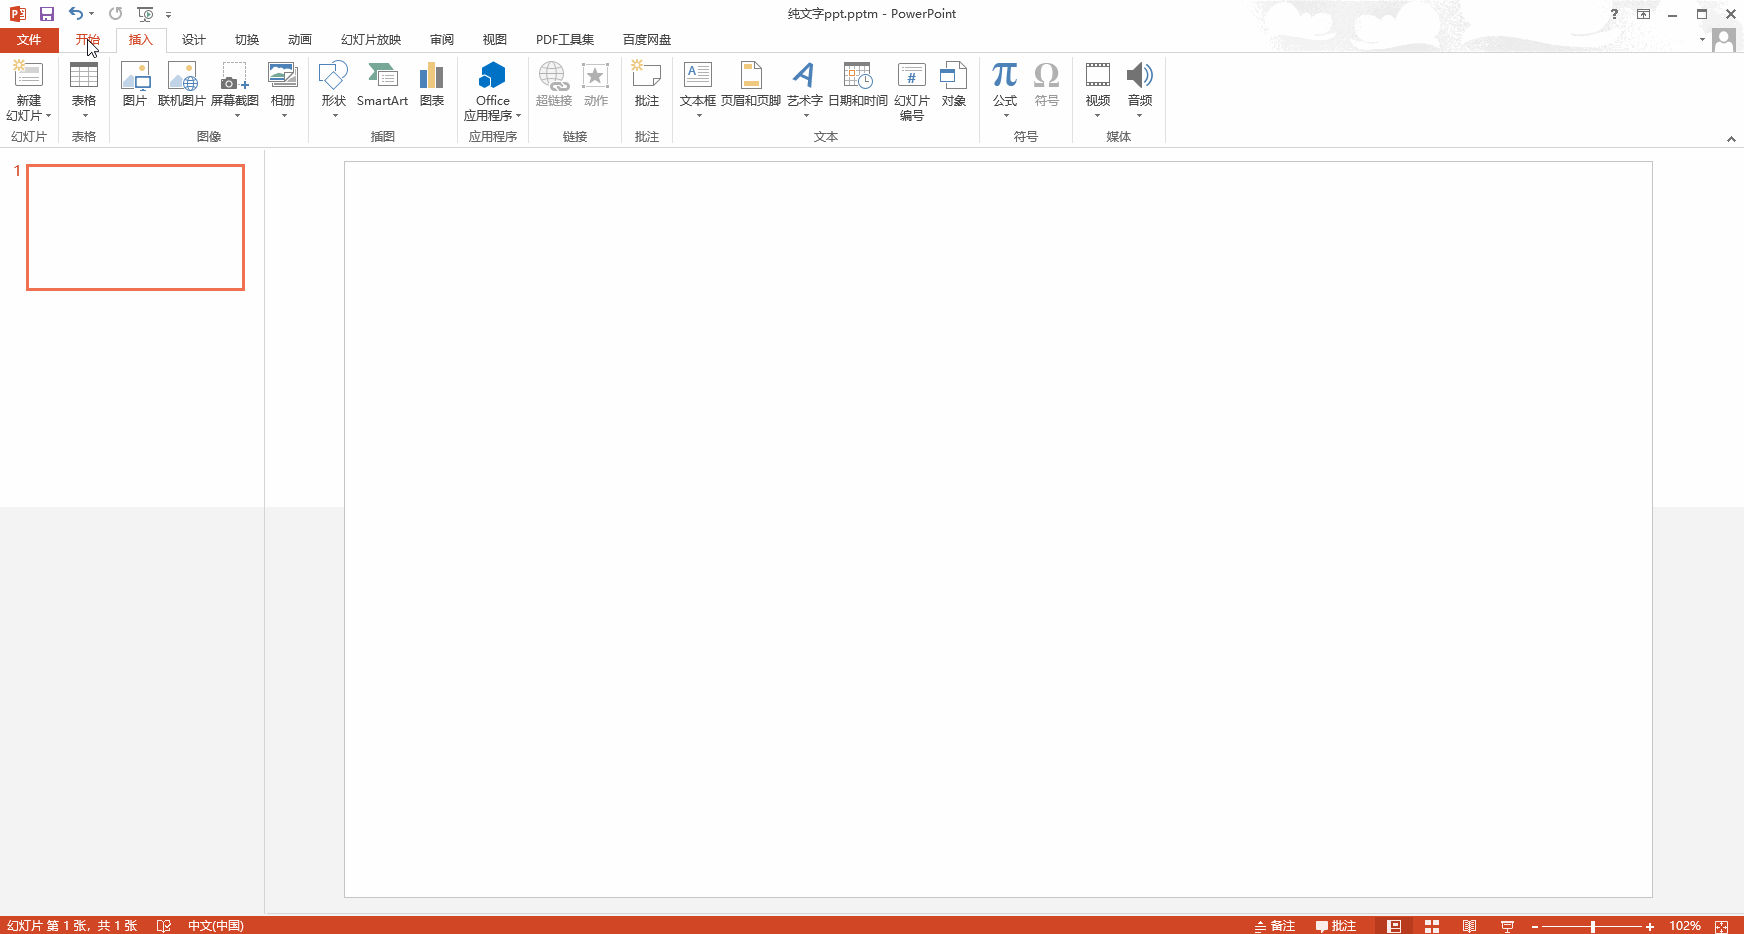 纯文字ppt.pptm - PowerPoint
?
文件 开始 插入 设计 切换 动画 幻灯片放映 审阅 视图 PDF工具集 百度网盘
新建 表格 图片 联机图片 屏幕截图 相册 形状 SmartArt 图表 Office 超链接 动作 批注 文本框 页眉和页脚 艺术字 日期和时间 幻灯片 对象 公式 符号 视频 音频
幻灯片 应用程序 编号
幻灯片 表格 图像 插图 应用程序 链接 批注 文本 符号 媒体
1
幻灯片 第 1 张，共 1 张 中文(中国) 备注 批注 102%